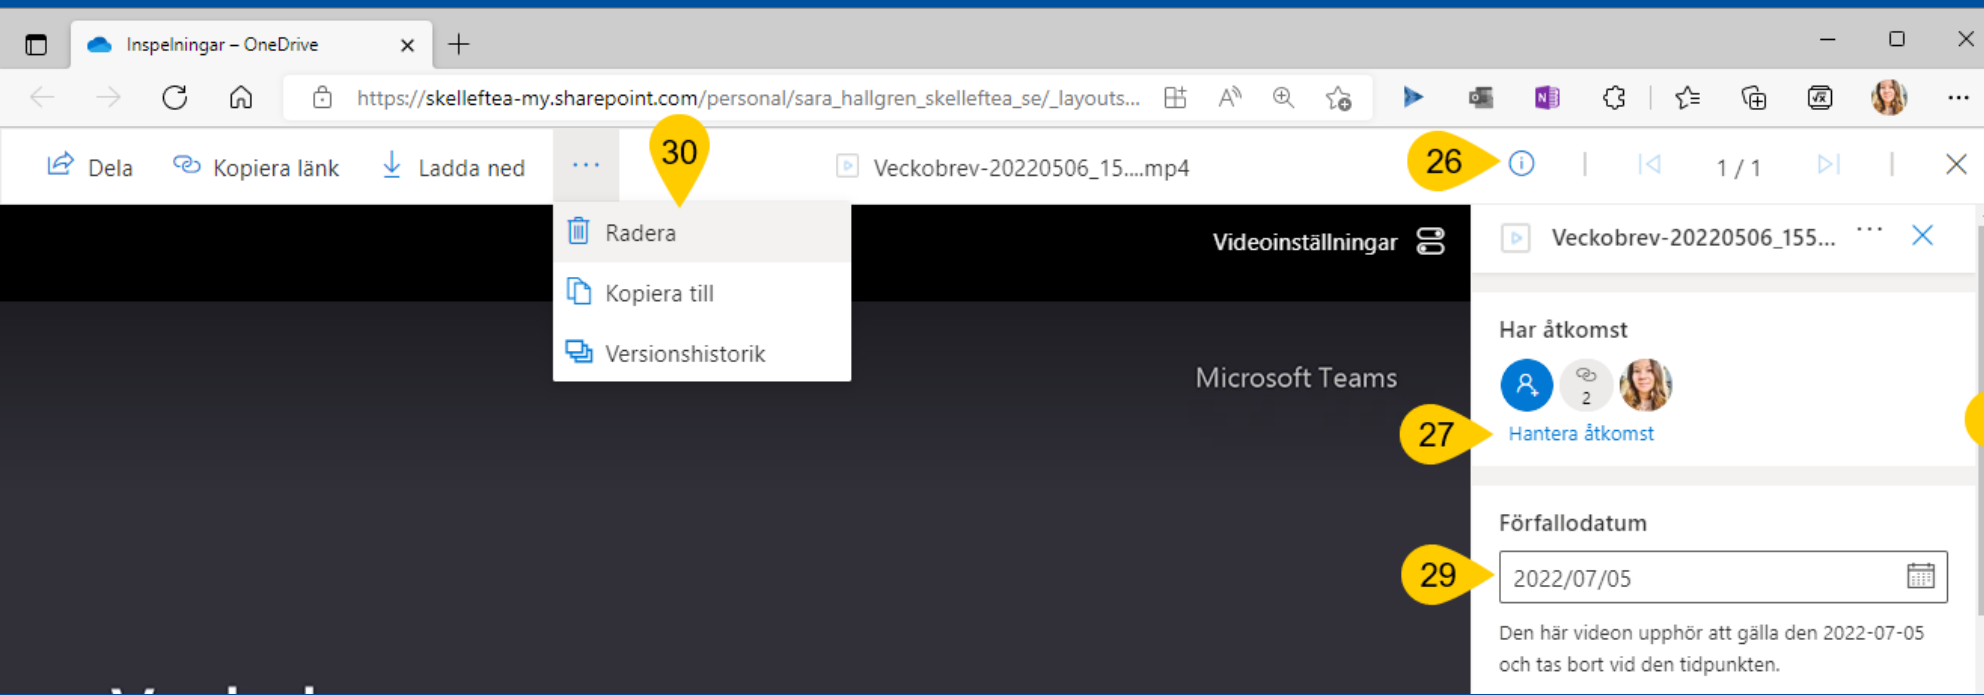 Inspelningar – OneDrive
https://skelleftea-my.sharepoint.com/personal/sara_hallgren_skelleftea_se/_layouts...
Dela
Kopiera länk
Ladda ned
30
Veckobrev-20220506_15....mp4
26
1 / 1
Radera
Kopiera till
Versionshistorik
Videoinställningar
Microsoft Teams
Veckobrev-20220506_155...
Har åtkomst
2
27
Hantera åtkomst
Förfallodatum
29
2022/07/05
Den här videon upphör att gälla den 2022-07-05
och tas bort vid den tidpunkten.